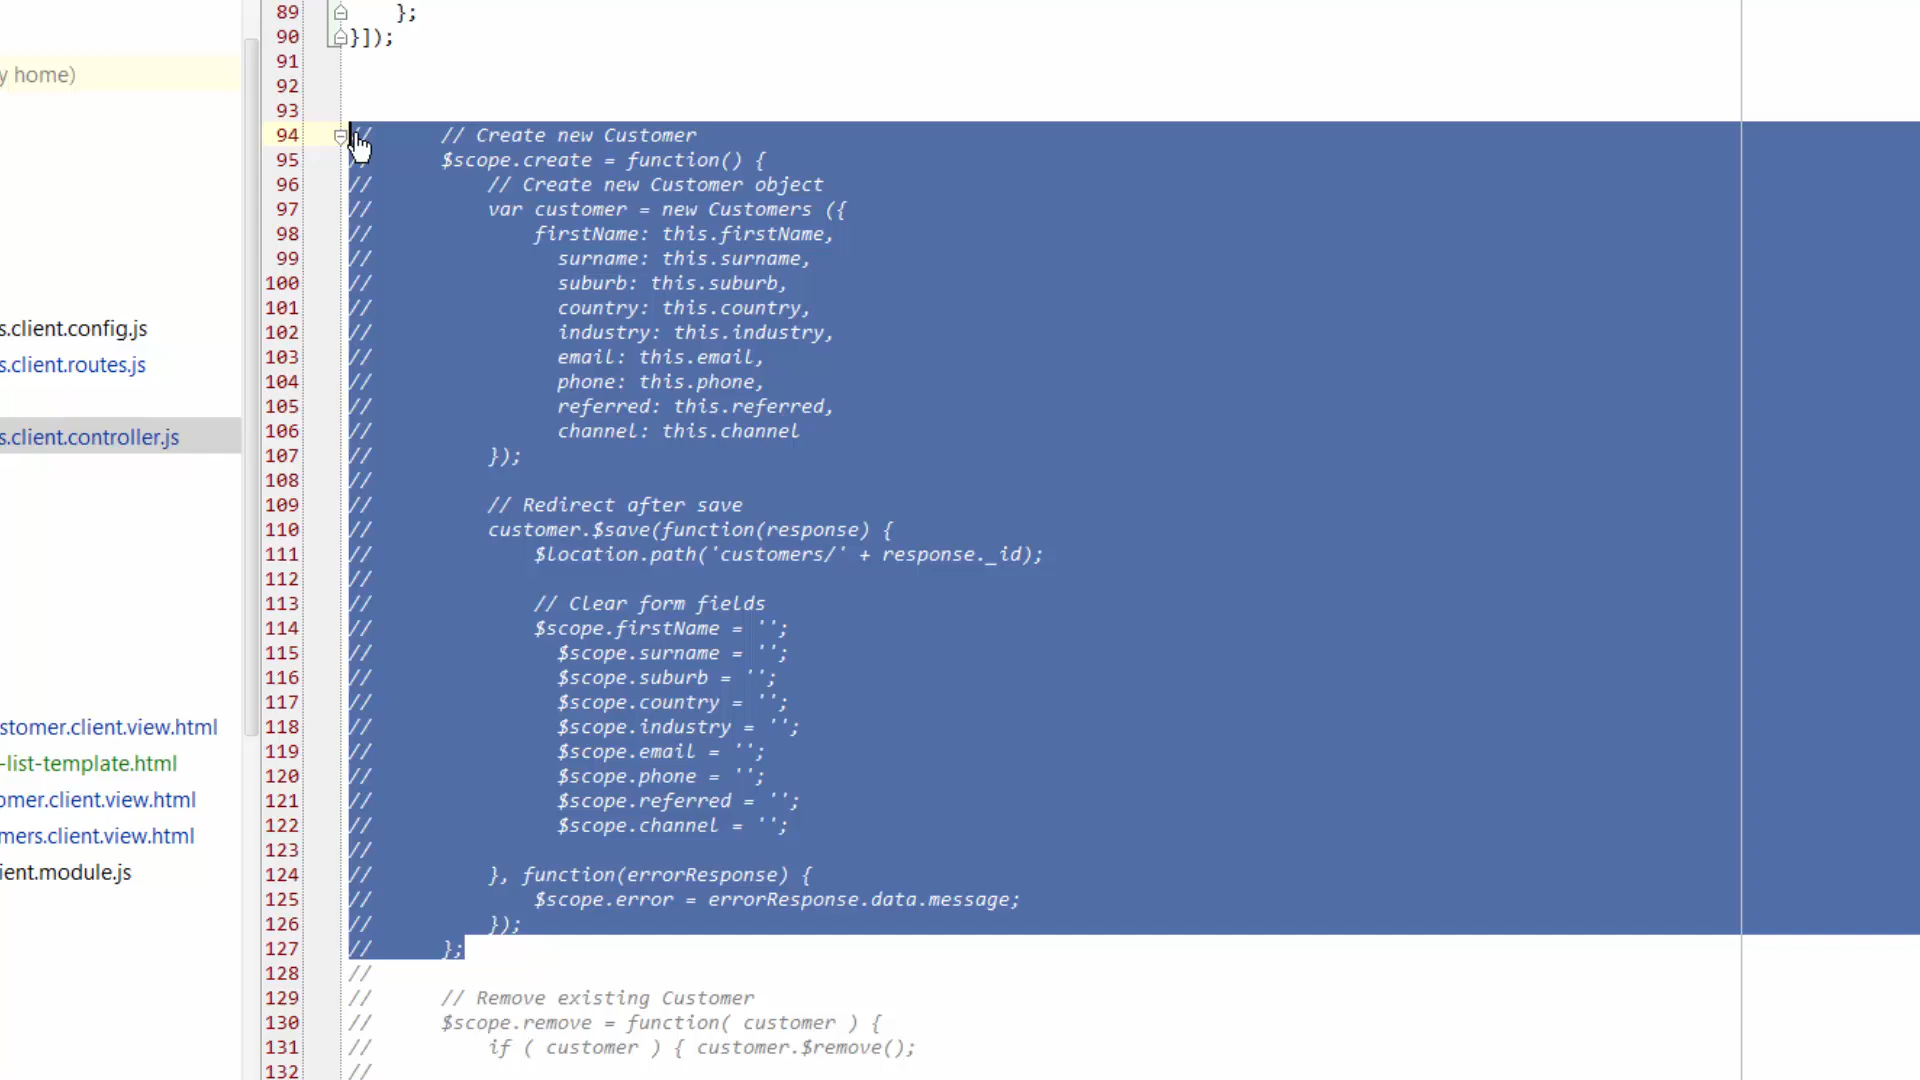 y home)
s.client.config.js
s.client.routes.js
s.client.controller.js
stomer.client.view.html
-list-template.html
omer.client.view.html
mers.client.view.html
ient.module.js
89 };
90 }]);
91
92
93
94 // // Create new Customer
95 // $scope.create = function() {
96 // // Create new Customer object
97 // var customer = new Customers ({
98 // firstName: this.firstName,
99 // surname: this.surname,
100 // suburb: this.suburb,
101 // country: this.country,
102 // industry: this.industry,
103 // email: this.email,
104 // phone: this.phone,
105 // referred: this.referred,
106 // channel: this.channel
107 // });
108 //
109 // // Redirect after save
110 // customer.$save(function(response) {
111 // $location.path('customers/' + response._id);
112 //
113 // // Clear form fields
114 // $scope.firstName = '';
115 // $scope.surname = '';
116 // $scope.suburb = '';
117 // $scope.country = '';
118 // $scope.industry = '';
119 // $scope.email = '';
120 // $scope.phone = '';
121 // $scope.referred = '';
122 // $scope.channel = '';
123 //
124 // }, function(errorResponse) {
125 // $scope.error = errorResponse.data.message;
126 // });
127 // };
128 //
129 // // Remove existing Customer
130 // $scope.remove = function( customer ) {
131 // if ( customer ) { customer.$remove();
132 //